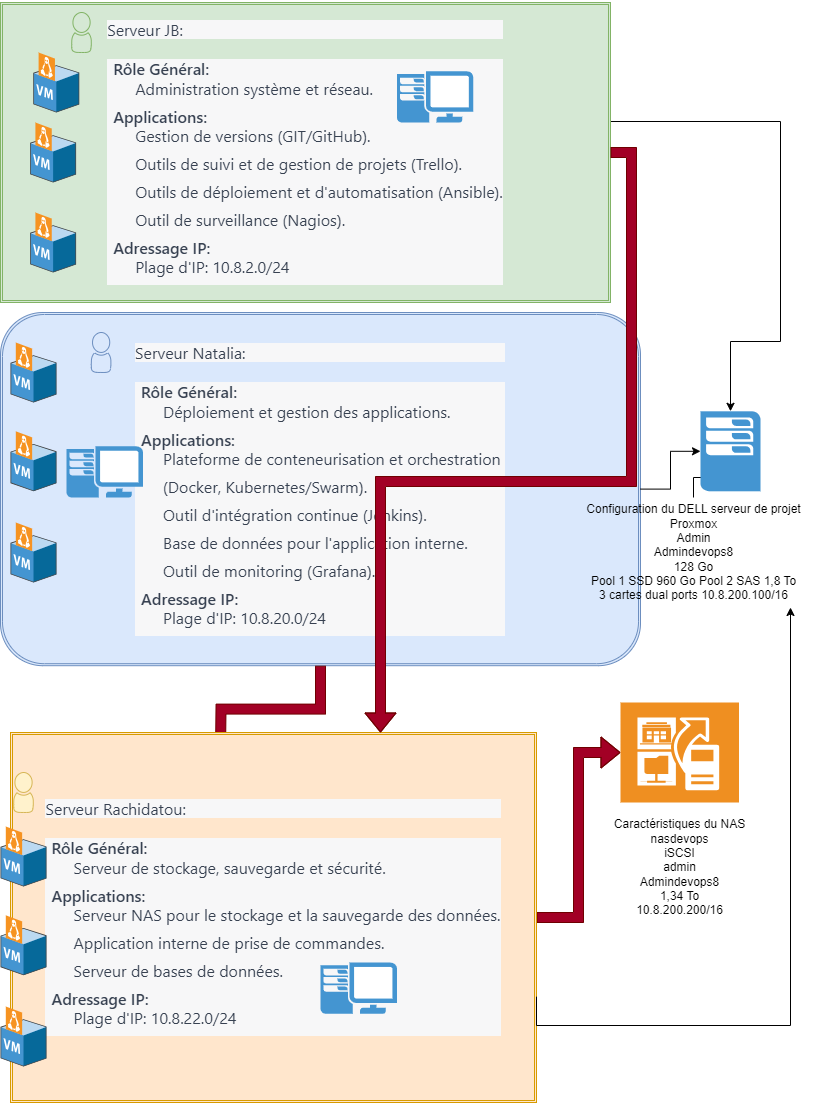 Serveur JB:
VM
VM
VM
Rôle Général:
Administration système et réseau.
Applications:
Gestion de versions (GIT/GitHub).
Outils de suivi et de gestion de projets (Trello).
Outils de déploiement et d'automatisation (Ansible).
Outil de surveillance (Nagios).
Adressage IP:
Plage d'IP: 10.8.2.0/24
Serveur Natalia:
VM
VM
VM
Rôle Général:
Déploiement et gestion des applications.
Applications:
Plateforme de conteneurisation et orchestration
(Docker, Kubernetes/Swarm).
Outil d'intégration continue (Jenkins).
Base de données pour l'application interne.
Outil de monitoring (Grafana).
Adressage IP:
Plage d'IP: 10.8.20.0/24
Configuration du DELL serveur de projet
Proxmox
Admin
Admindevops8
128 Go
Pool 1 SSD 960 Go Pool 2 SAS 1,8 To
3 cartes dual ports 10.8.200.100/16
Serveur Rachidatou:
VM
VM
VM
Rôle Général:
Serveur de stockage, sauvegarde et sécurité.
Applications:
Serveur NAS pour le stockage et la sauvegarde des données.
Application interne de prise de commandes.
Serveur de bases de données.
Adressage IP:
Plage d'IP: 10.8.22.0/24
Caractéristiques du NAS
nasdevops
iSCSI
admin
Admindevops8
1,34 To
10.8.200.200/16